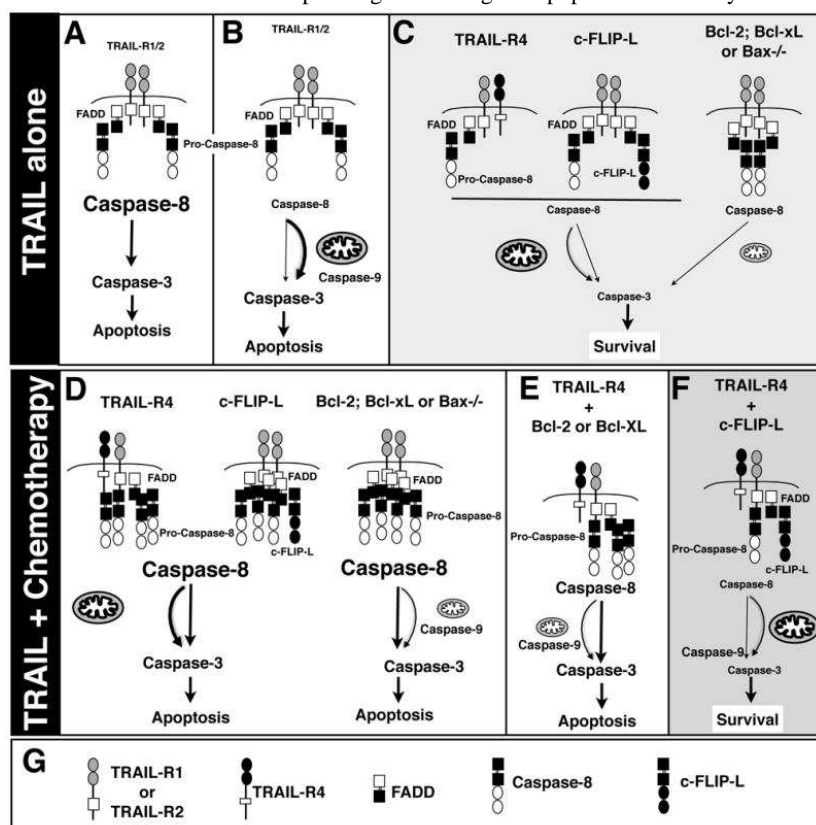 TRAIL alone
A
TRAIL-R1/2
FADD
Pro-Caspase-8
Caspase-8
Caspase-3
Apoptosis
B
TRAIL-R1/2
Caspase-8
Caspase-9
Caspase-3
Apoptosis
C
TRAIL-R4
c-FLIP-L
Bcl-2; Bcl-xL
or Bax-/-
FADD
FADD
Pro-Caspase-8
c-FLIP-L
Caspase-8
Caspase-8
Caspase-3
Survival
TRAIL + Chemotherapy
D
TRAIL-R4
c-FLIP-L
Bcl-2; Bcl-xL or Bax-/-
FADD
FADD
Pro-Caspase-8
Pro-Caspase-8
c-FLIP-L
Caspase-8
Caspase-8
Caspase-9
Caspase-3
Caspase-3
Apoptosis
Apoptosis
E
TRAIL-R4
+
Bcl-2 or Bcl-XL
FADD
Pro-Caspase-8
Caspase-8
Caspase-9
Caspase-3
Apoptosis
F
TRAIL-R4
+
c-FLIP-L
FADD
Pro-Caspase-8
c-FLIP-L
Caspase-8
Caspase-9
Caspase-3
Survival
G
TRAIL-R1
or
TRAIL-R2
TRAIL-R4
FADD
Caspase-8
c-FLIP-L